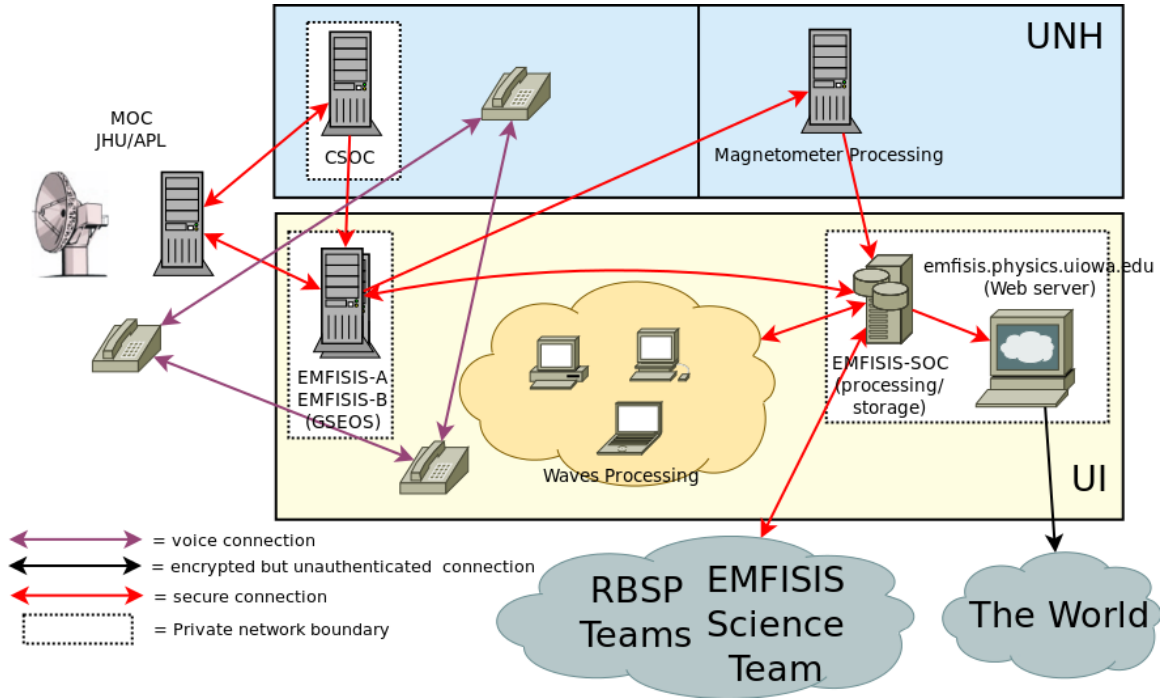 UNH
MOC
JHU/APL
CSOC
Magnetometer Processing
emfisis.physics.uiowa.edu
(Web server)
EMFISIS-A
EMFISIS-B
(GSEOS)
EMFISIS-SOC
(processing/
storage)
Waves Processing
UI
= voice connection
= encrypted but unauthenticated  connection
= secure connection
= Private network boundary
RBSP
Teams
EMFISIS
Science
Team
The World